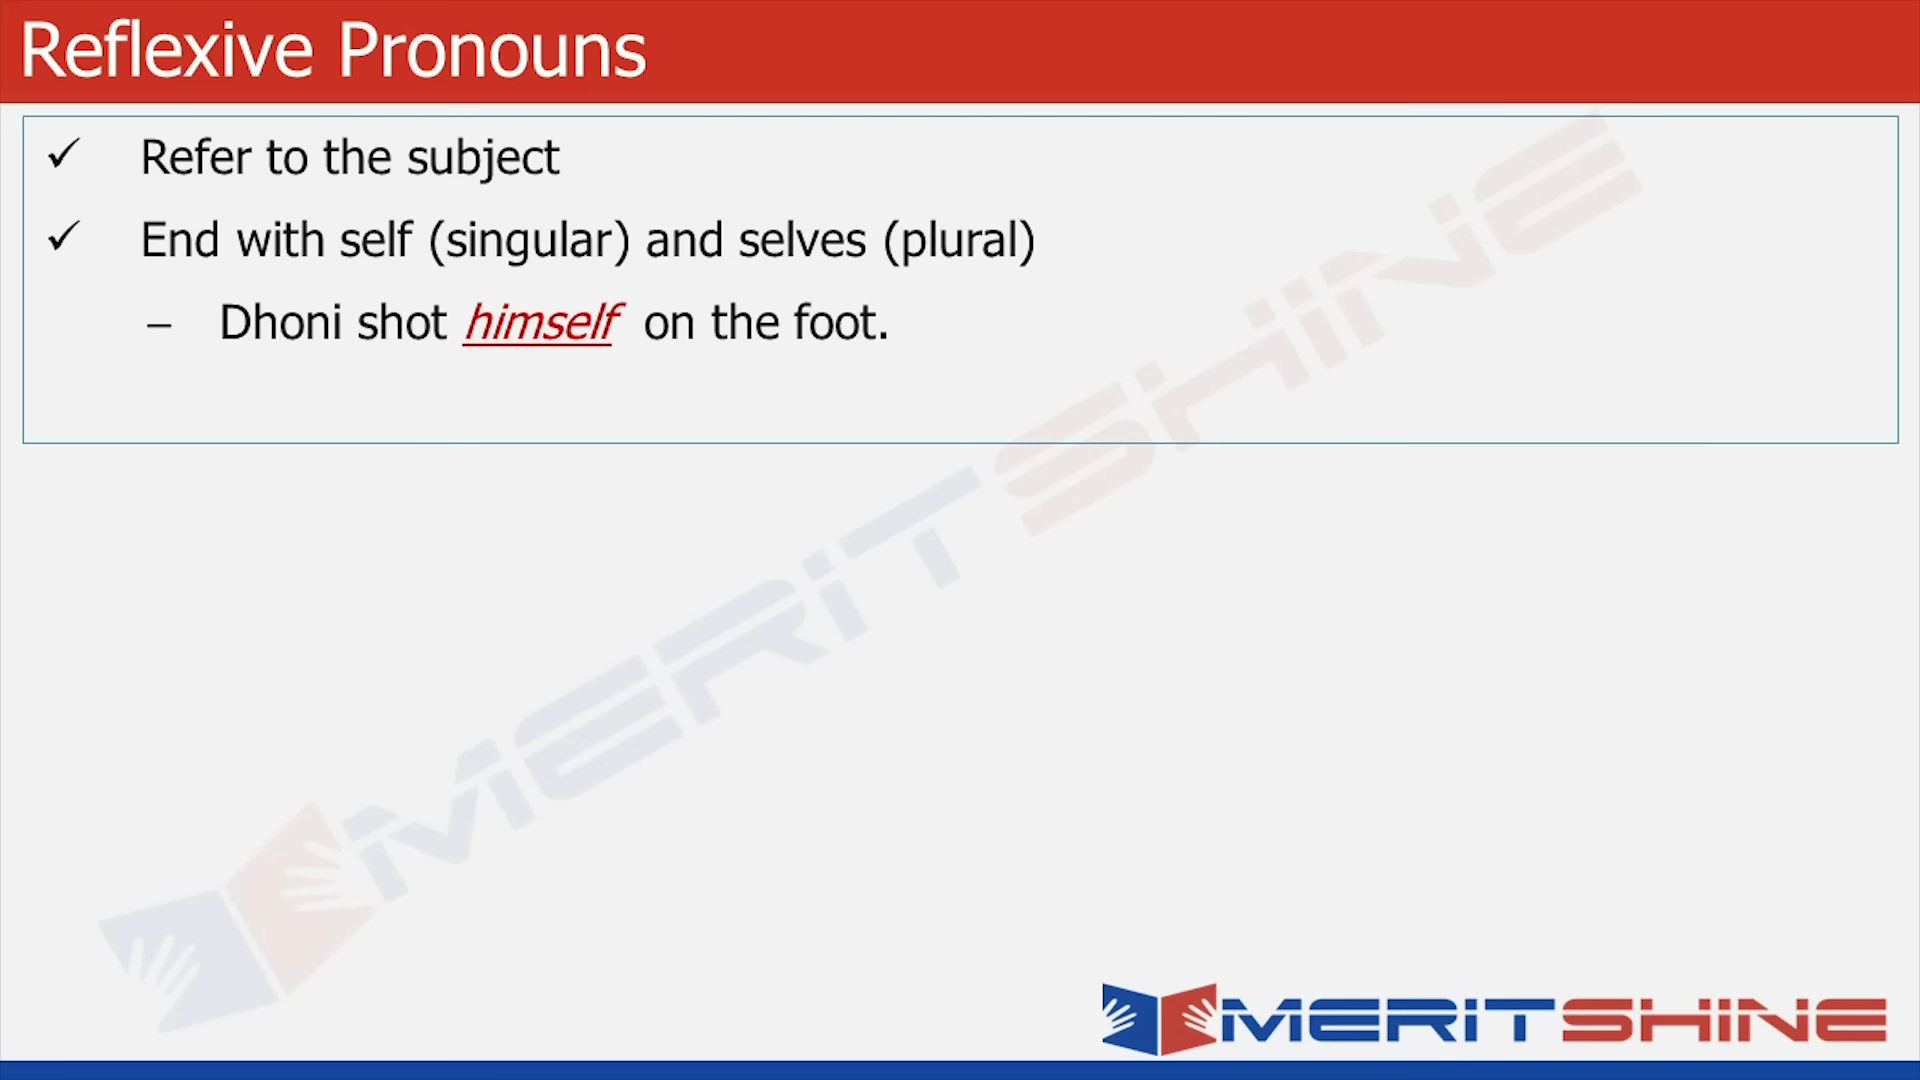 Reflexive Pronouns
✓ Refer to the subject
✓ End with self (singular) and selves (plural)
– Dhoni shot himself on the foot.
MERITSHINE
MERITSHINE